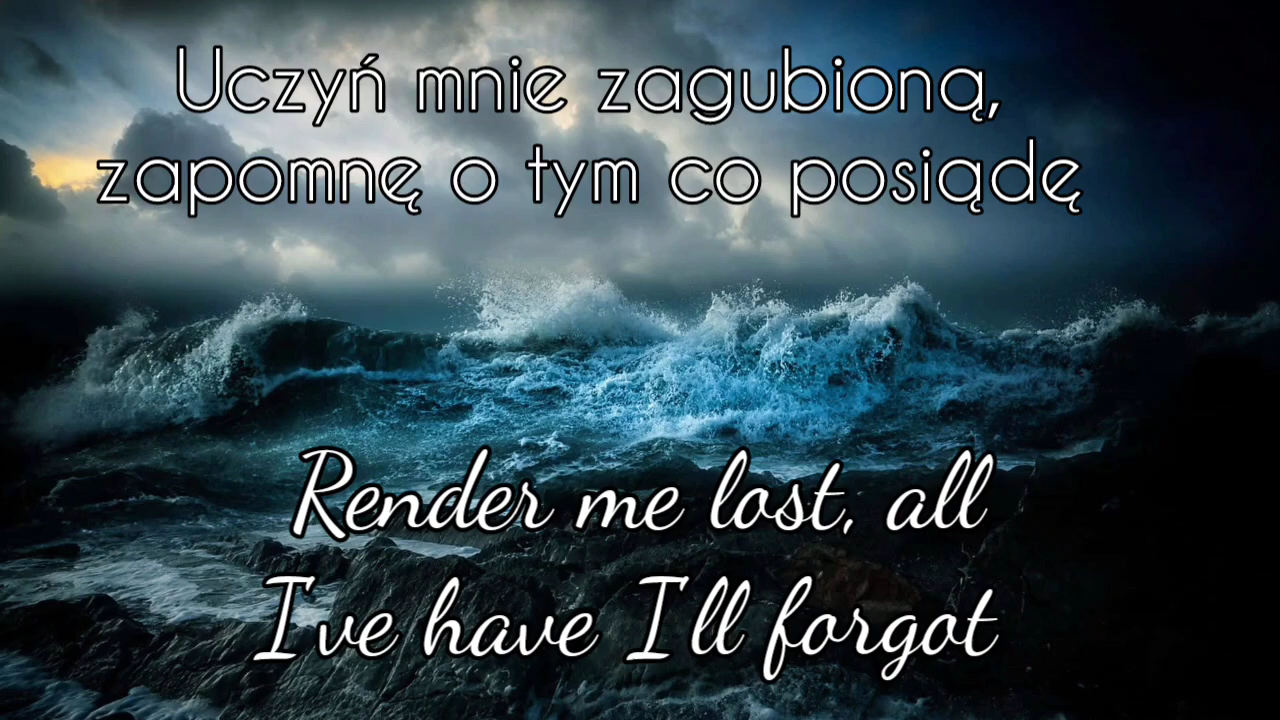 Uczyń mnie zagubioną,
zapomnę o tym co posiądę
Render me lost, all
I've have I'll forgot